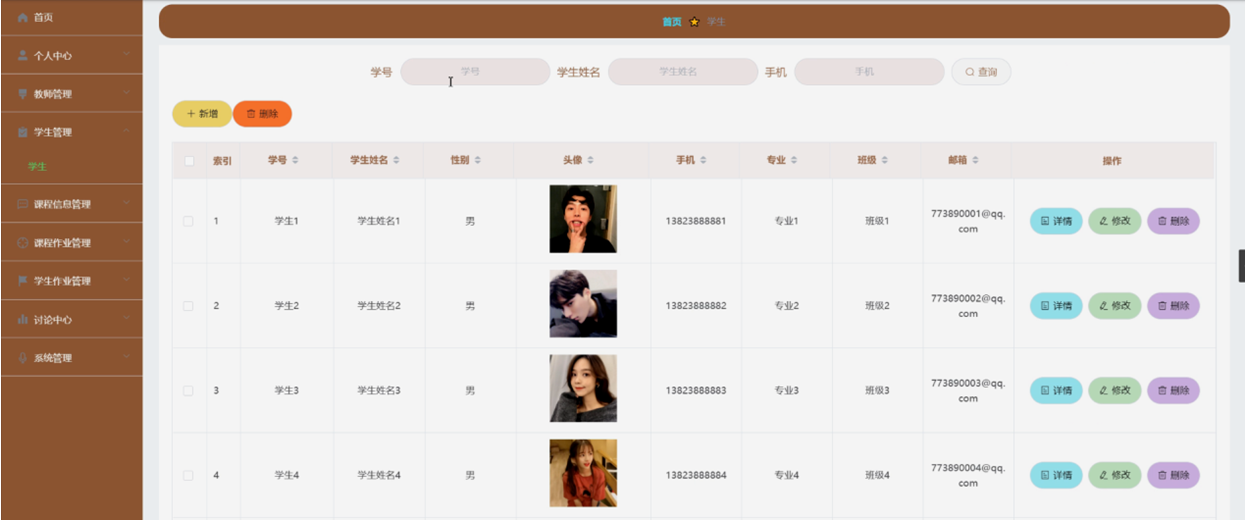 首页
个人中心
教师管理
学生管理
学生
课程信息管理
课程作业管理
学生作业管理
讨论中心
系统管理
首页 学生
学号 学号 学生姓名 学生姓名 手机 手机 查询
新增 删除
索引 学号 学生姓名 性别 头像 手机 专业 班级 邮箱 操作
1 学生1 学生姓名1 男 13823888881 专业1 班级1 773890001@qq. 详情 修改 删除
com
2 学生2 学生姓名2 男 13823888882 专业2 班级2 773890002@qq. 详情 修改 删除
com
3 学生3 学生姓名3 男 13823888883 专业3 班级3 773890003@qq. 详情 修改 删除
com
4 学生4 学生姓名4 男 13823888884 专业4 班级4 773890004@qq. 详情 修改 删除
com